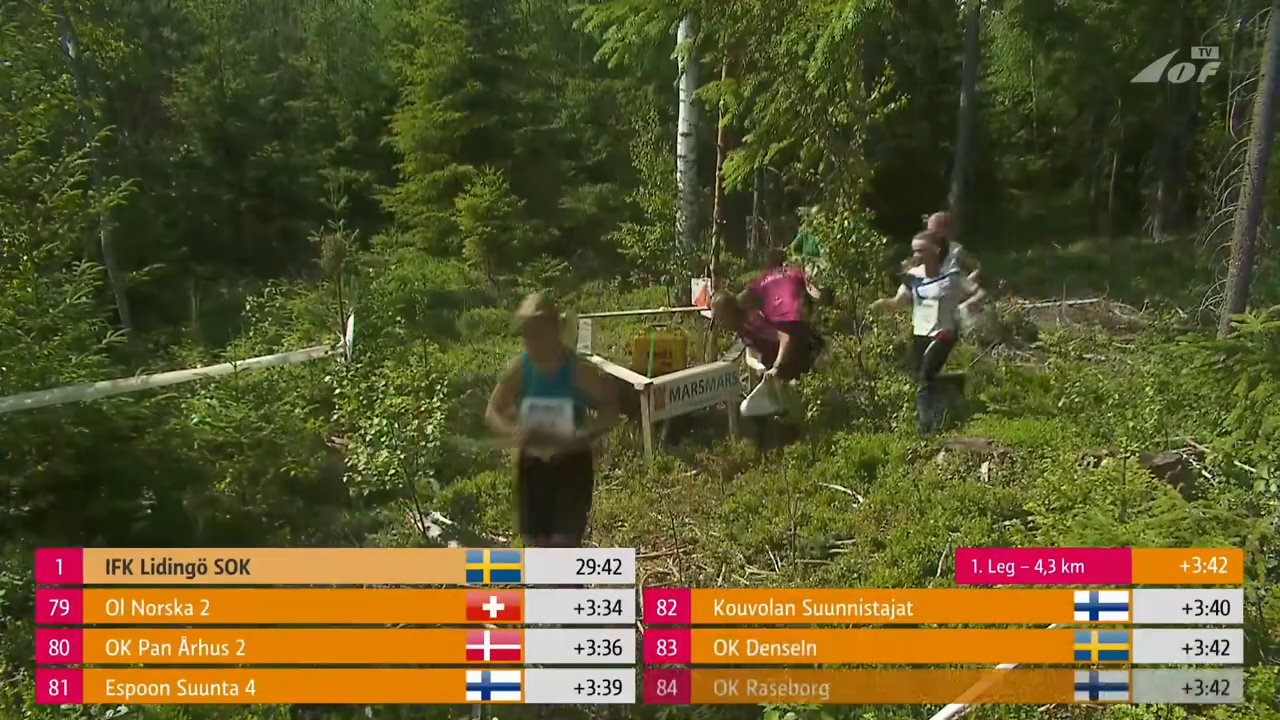 TV
OF
MARSMARS
1 IFK Lidingö SOK 29:42
79 Ol Norska 2 +3:34
80 OK Pan Århus 2 +3:36
81 Espoon Suunta 4 +3:39
1. Leg – 4,3 km +3:42
82 Kouvolan Suunnistajat +3:40
83 OK Denseln +3:42
84 OK Raseborg +3:42